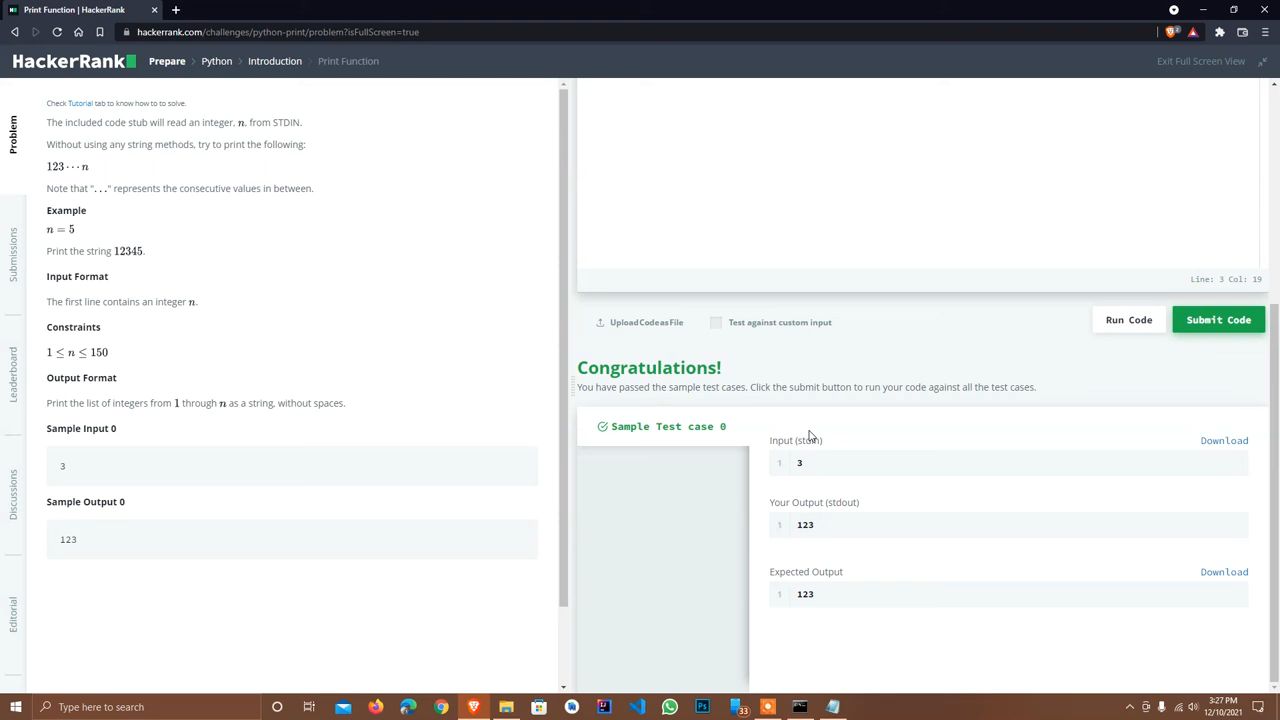 Print Function | HackerRank
hackerrank.com/challenges/python-print/problem?isFullScreen=true
2
HackerRank
Prepare
Python
Introduction
Print Function
Exit Full Screen View
Problem
Submissions
Leaderboard
Discussions
Editorial
Check Tutorial tab to know how to to solve.
The included code stub will read an integer, n, from STDIN.
Without using any string methods, try to print the following:
123 ··· n
Note that "..." represents the consecutive values in between.
Example
n = 5
Print the string 12345.
Input Format
The first line contains an integer n.
Constraints
1 ≤ n ≤ 150
Output Format
Print the list of integers from 1 through n as a string, without spaces.
Sample Input 0
3
Sample Output 0
123
Line: 3 Col: 19
Upload Code as File
Test against custom input
Run Code
Submit Code
Congratulations!
You have passed the sample test cases. Click the submit button to run your code against all the test cases.
Sample Test case 0
Input (stdin)
Download
1 3
Your Output (stdout)
1 123
Expected Output
Download
1 123
Type here to search
33
3:27 PM
12/10/2021